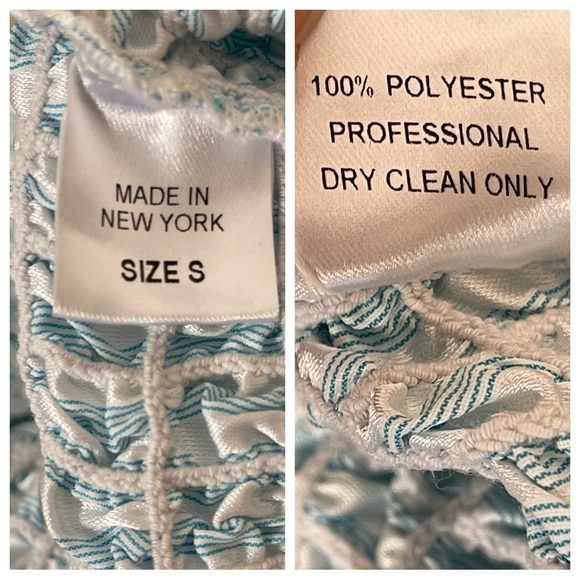 MADE IN
NEW YORK
SIZE S
100% POLYESTER
PROFESSIONAL
DRY CLEAN ONLY